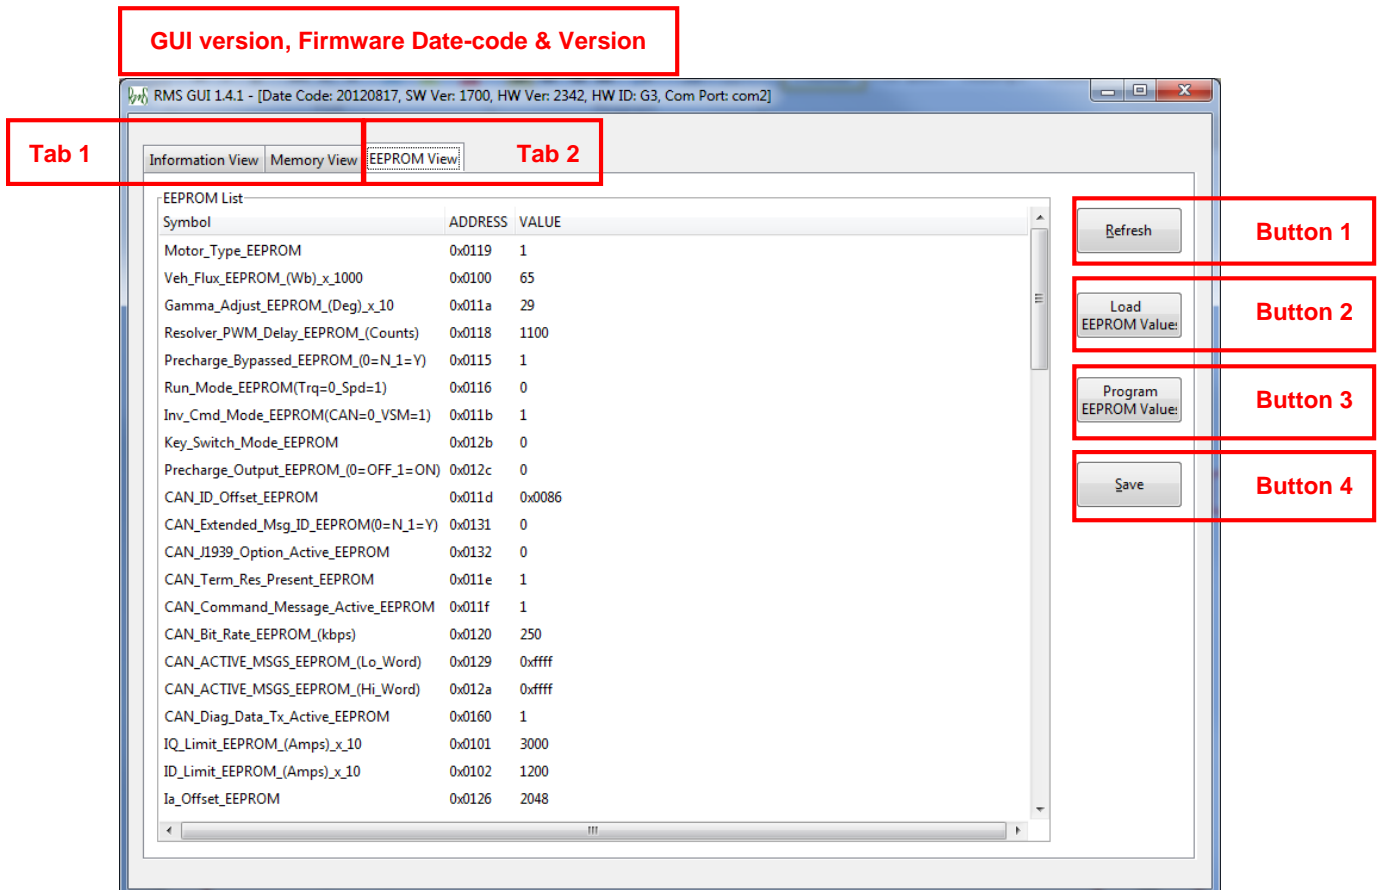 GUI version, Firmware Date-code & Version
RMS GUI 1.4.1 - [Date Code: 20120817, SW Ver: 1700, HW Ver: 2342, HW ID: G3, Com Port: com2]
Tab 1
Information View Memory View EEPROM View
Tab 2
EEPROM List
Symbol ADDRESS VALUE
Motor_Type_EEPROM 0x0119 1
Veh_Flux_EEPROM_(Wb)_x_1000 0x0100 65
Gamma_Adjust_EEPROM_(Deg)_x_10 0x011a 29
Resolver_PWM_Delay_EEPROM_(Counts) 0x0118 1100
Precharge_Bypassed_EEPROM_(0=N_1=Y) 0x0115 1
Run_Mode_EEPROM(Trq=0_Spd=1) 0x0116 0
Inv_Cmd_Mode_EEPROM(CAN=0_VSM=1) 0x011b 1
Key_Switch_Mode_EEPROM 0x012b 0
Precharge_Output_EEPROM_(0=OFF_1=ON) 0x012c 0
CAN_ID_Offset_EEPROM 0x011d 0x0086
CAN_Extended_Msg_ID_EEPROM(0=N_1=Y) 0x0131 0
CAN_J1939_Option_Active_EEPROM 0x0132 0
CAN_Term_Res_Present_EEPROM 0x011e 1
CAN_Command_Message_Active_EEPROM 0x011f 1
CAN_Bit_Rate_EEPROM_(kbps) 0x0120 250
CAN_ACTIVE_MSGS_EEPROM_(Lo_Word) 0x0129 0xffff
CAN_ACTIVE_MSGS_EEPROM_(Hi_Word) 0x012a 0xffff
CAN_Diag_Data_Tx_Active_EEPROM 0x0160 1
IQ_Limit_EEPROM_(Amps)_x_10 0x0101 3000
ID_Limit_EEPROM_(Amps)_x_10 0x0102 1200
Ia_Offset_EEPROM 0x0126 2048
Refresh
Button 1
Load
EEPROM Values
Button 2
Program
EEPROM Values
Button 3
Save
Button 4